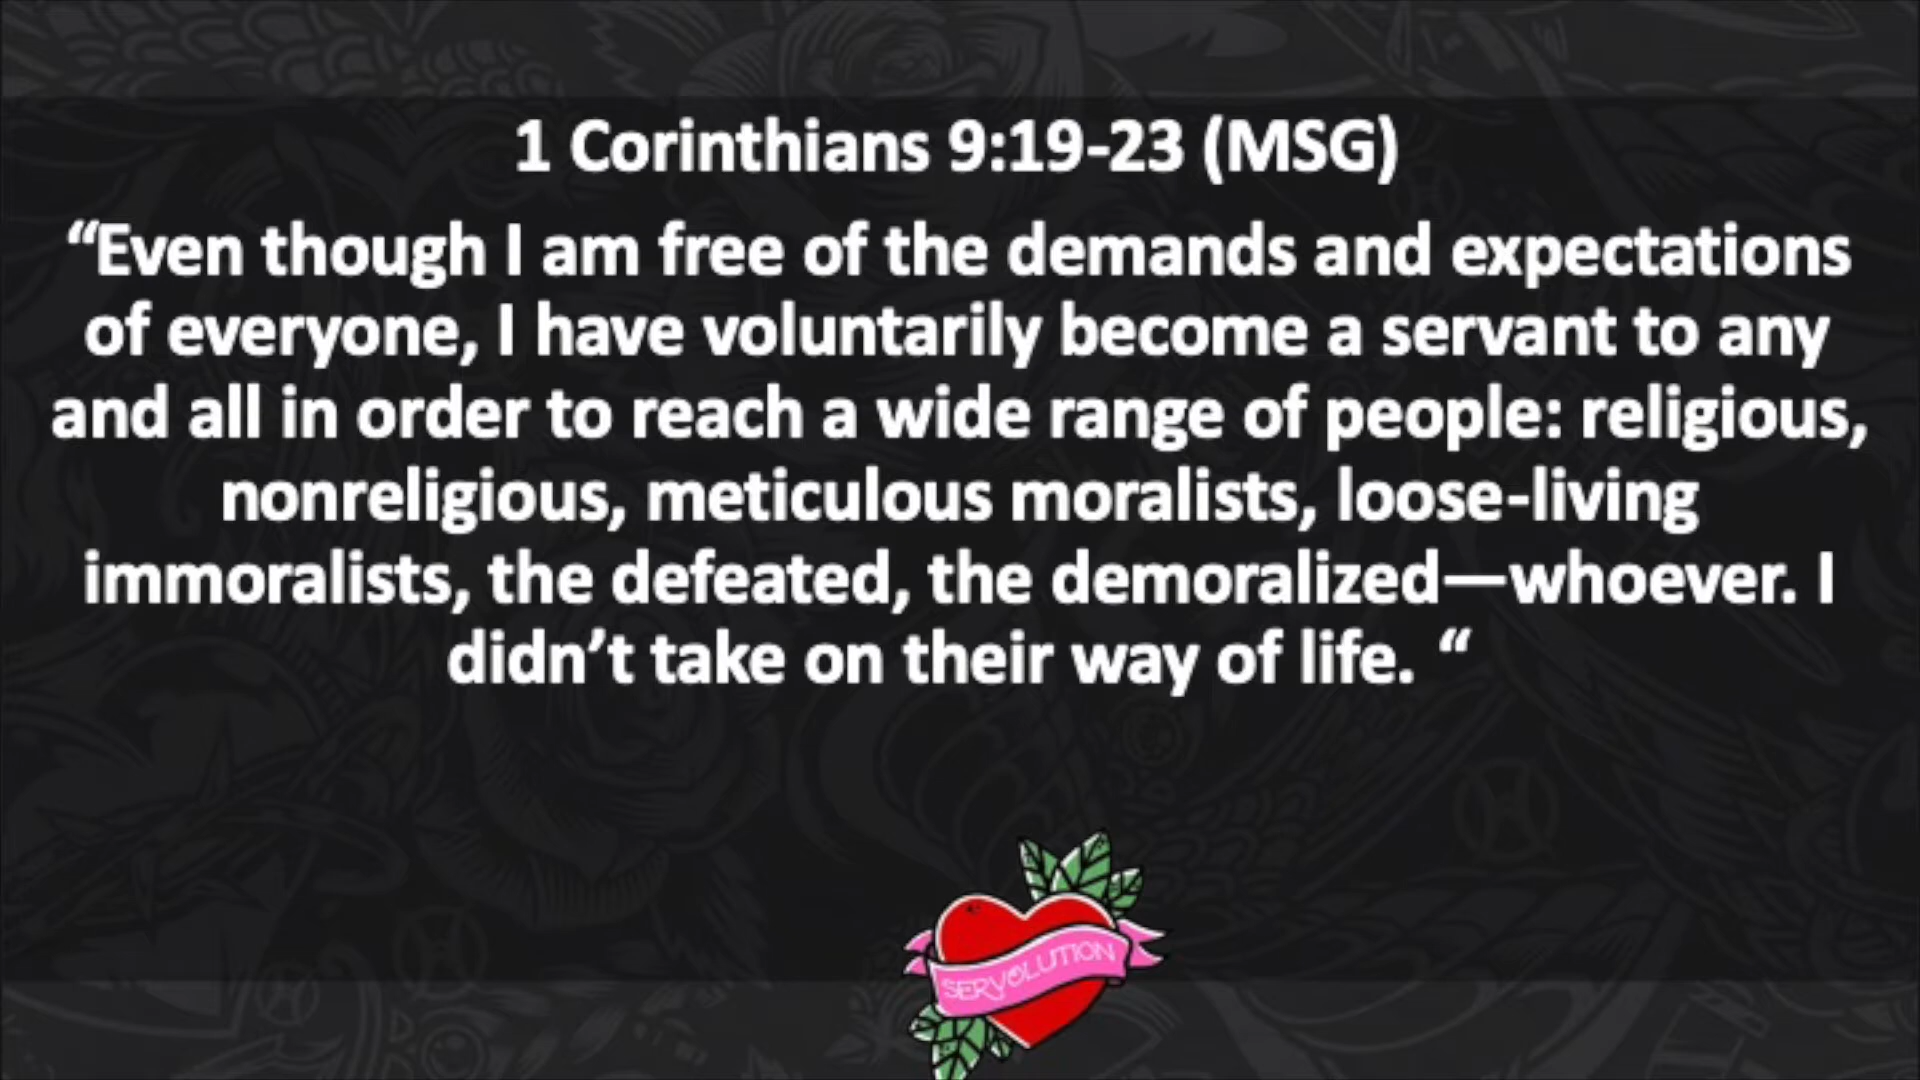 1 Corinthians 9:19-23 (MSG)
“Even though I am free of the demands and expectations
of everyone, I have voluntarily become a servant to any
and all in order to reach a wide range of people: religious,
nonreligious, meticulous moralists, loose-living
immoralists, the defeated, the demoralized—whoever. I
didn’t take on their way of life. “
SERVOLUTION